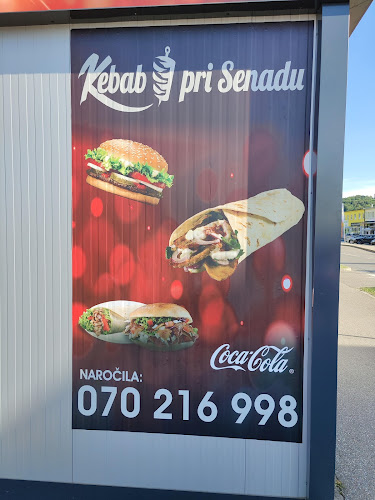 Kebab pri Senadu
Coca-Cola®
NAROČILA:
070 216 998